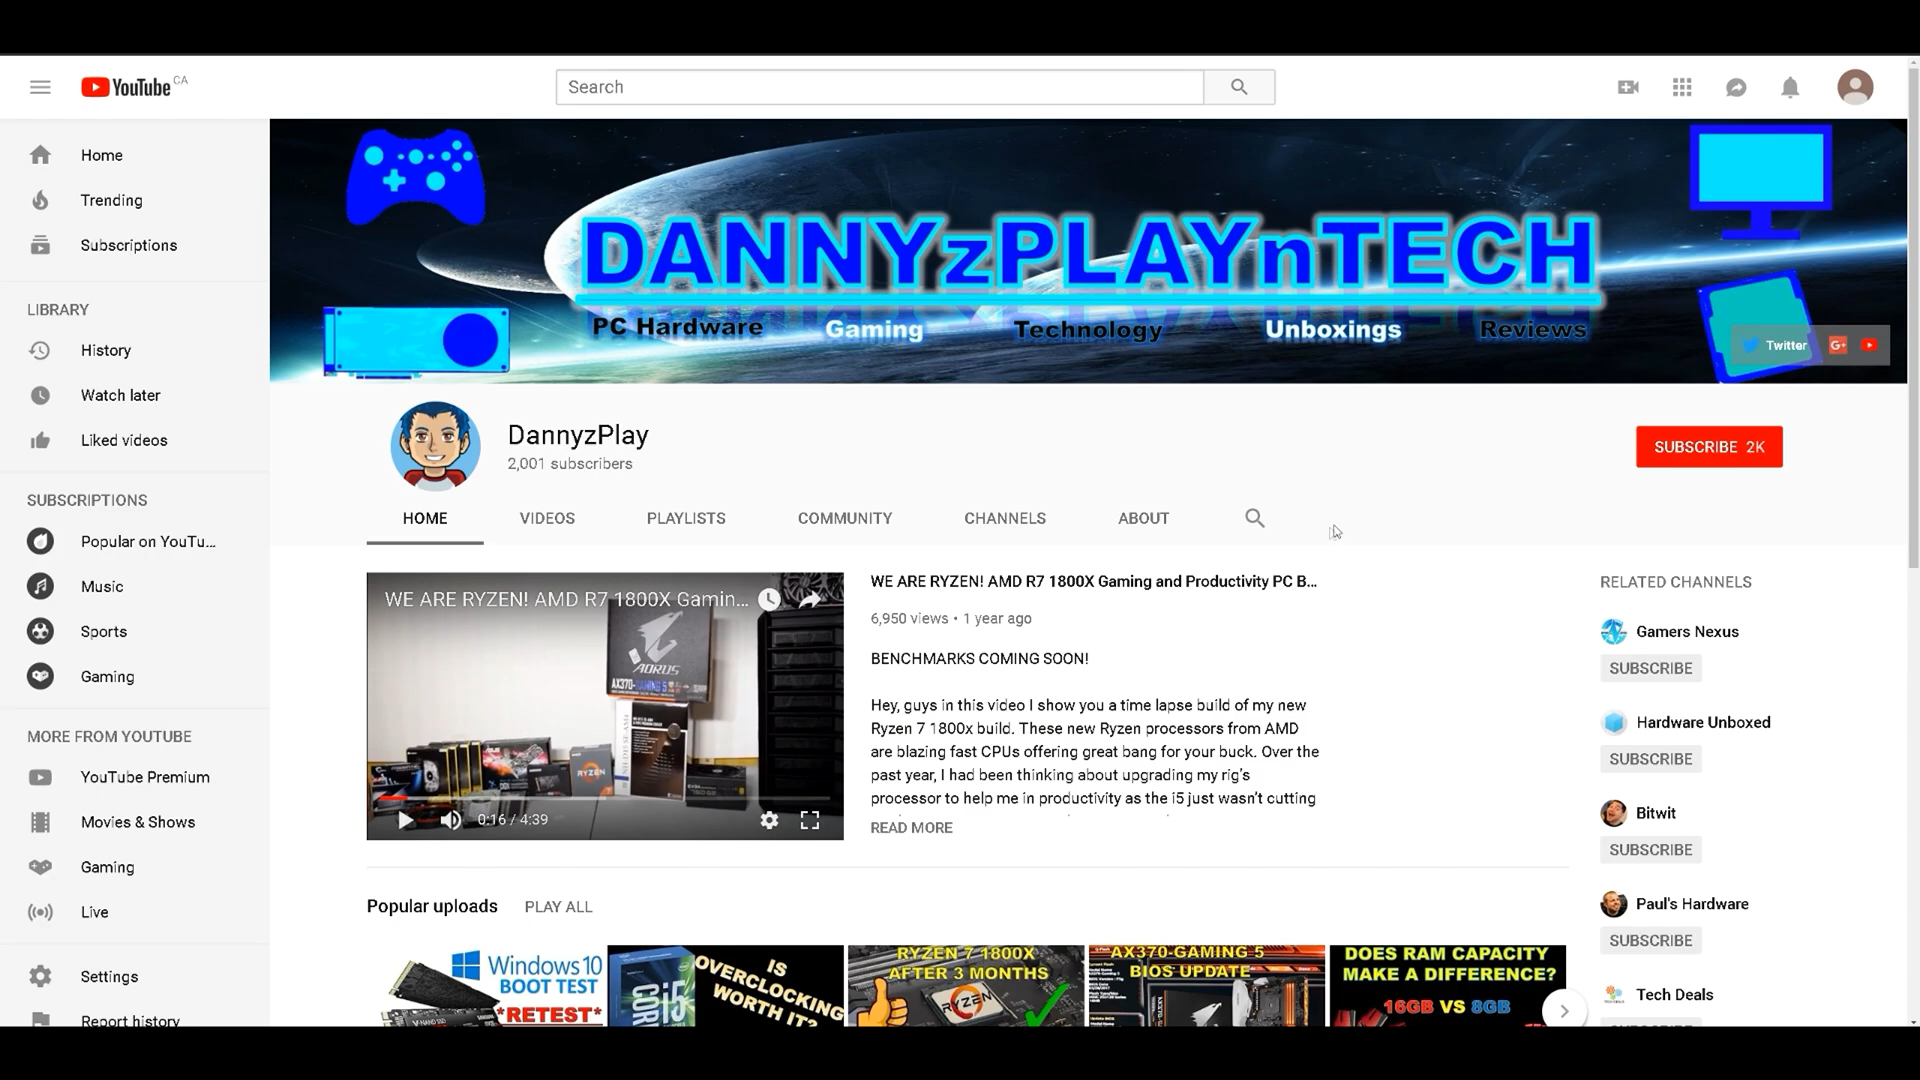 YouTube CA
Search
Home
Trending
Subscriptions
LIBRARY
History
Watch later
Liked videos
SUBSCRIPTIONS
Popular on YouTu...
Music
Sports
Gaming
MORE FROM YOUTUBE
YouTube Premium
Movies & Shows
Gaming
Live
Settings
Report history
DANNYzPLAYnTECH
PC Hardware Gaming Technology Unboxings Reviews
Twitter G+
DannyzPlay
2,001 subscribers
SUBSCRIBE 2K
HOME VIDEOS PLAYLISTS COMMUNITY CHANNELS ABOUT
WE ARE RYZEN! AMD R7 1800X Gamin...
AORUS
AX370-GAMING 5
RYZEN
0:16 / 4:39
WE ARE RYZEN! AMD R7 1800X Gaming and Productivity PC B...
6,950 views • 1 year ago
BENCHMARKS COMING SOON!
Hey, guys in this video I show you a time lapse build of my new
Ryzen 7 1800x build. These new Ryzen processors from AMD
are blazing fast CPUs offering great bang for your buck. Over the
past year, I had been thinking about upgrading my rig's
processor to help me in productivity as the i5 just wasn't cutting
READ MORE
RELATED CHANNELS
Gamers Nexus
SUBSCRIBE
Hardware Unboxed
SUBSCRIBE
Bitwit
SUBSCRIBE
Paul's Hardware
SUBSCRIBE
Tech Deals
Popular uploads PLAY ALL
Windows 10
BOOT TEST
*RETEST*
CORE i5
IS
OVERCLOCKING
WORTH IT?
RYZEN 7 1800X
AFTER 3 MONTHS
RYZEN
AX370-GAMING 5
BIOS UPDATE
DOES RAM CAPACITY
MAKE A DIFFERENCE?
16GB VS 8GB